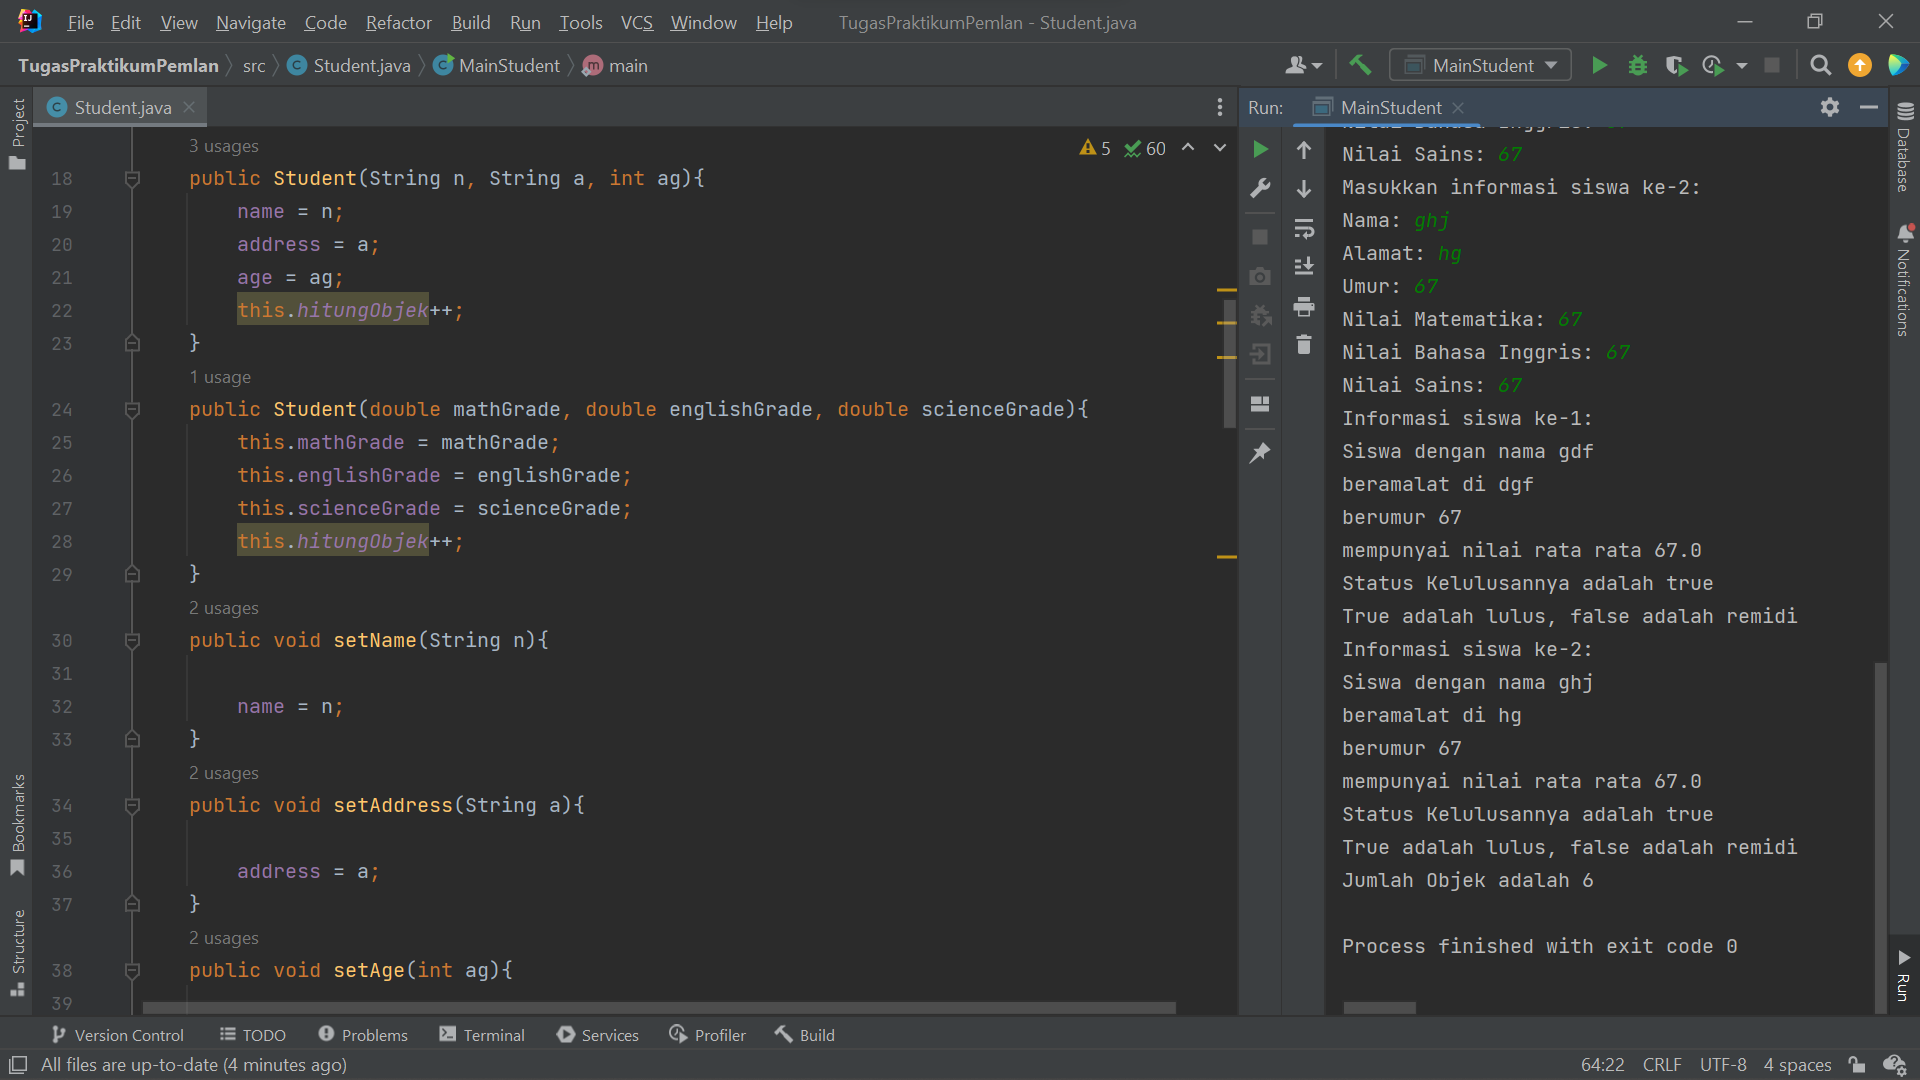 File Edit View Navigate Code Refactor Build Run Tools VCS Window Help TugasPraktikumPemlan - Student.java
TugasPraktikumPemlan src Student.java MainStudent main MainStudent
Student.java
Run: MainStudent
Project
Bookmarks
Structure
5 60
3 usages
18 public Student(String n, String a, int ag){
19 name = n;
20 address = a;
21 age = ag;
22 this.hitungObjek++;
23 }
1 usage
24 public Student(double mathGrade, double englishGrade, double scienceGrade){
25 this.mathGrade = mathGrade;
26 this.englishGrade = englishGrade;
27 this.scienceGrade = scienceGrade;
28 this.hitungObjek++;
29 }
2 usages
30 public void setName(String n){
31
32 name = n;
33 }
2 usages
34 public void setAddress(String a){
35
36 address = a;
37 }
2 usages
38 public void setAge(int ag){
39
Nilai Sains: 67
Masukkan informasi siswa ke-2:
Nama: ghj
Alamat: hg
Umur: 67
Nilai Matematika: 67
Nilai Bahasa Inggris: 67
Nilai Sains: 67
Informasi siswa ke-1:
Siswa dengan nama gdf
beramalat di dgf
berumur 67
mempunyai nilai rata rata 67.0
Status Kelulusannya adalah true
True adalah lulus, false adalah remidi
Informasi siswa ke-2:
Siswa dengan nama ghj
beramalat di hg
berumur 67
mempunyai nilai rata rata 67.0
Status Kelulusannya adalah true
True adalah lulus, false adalah remidi
Jumlah Objek adalah 6
Process finished with exit code 0
Database
Notifications
Run
Version Control TODO Problems Terminal Services Profiler Build
All files are up-to-date (4 minutes ago) 64:22 CRLF UTF-8 4 spaces